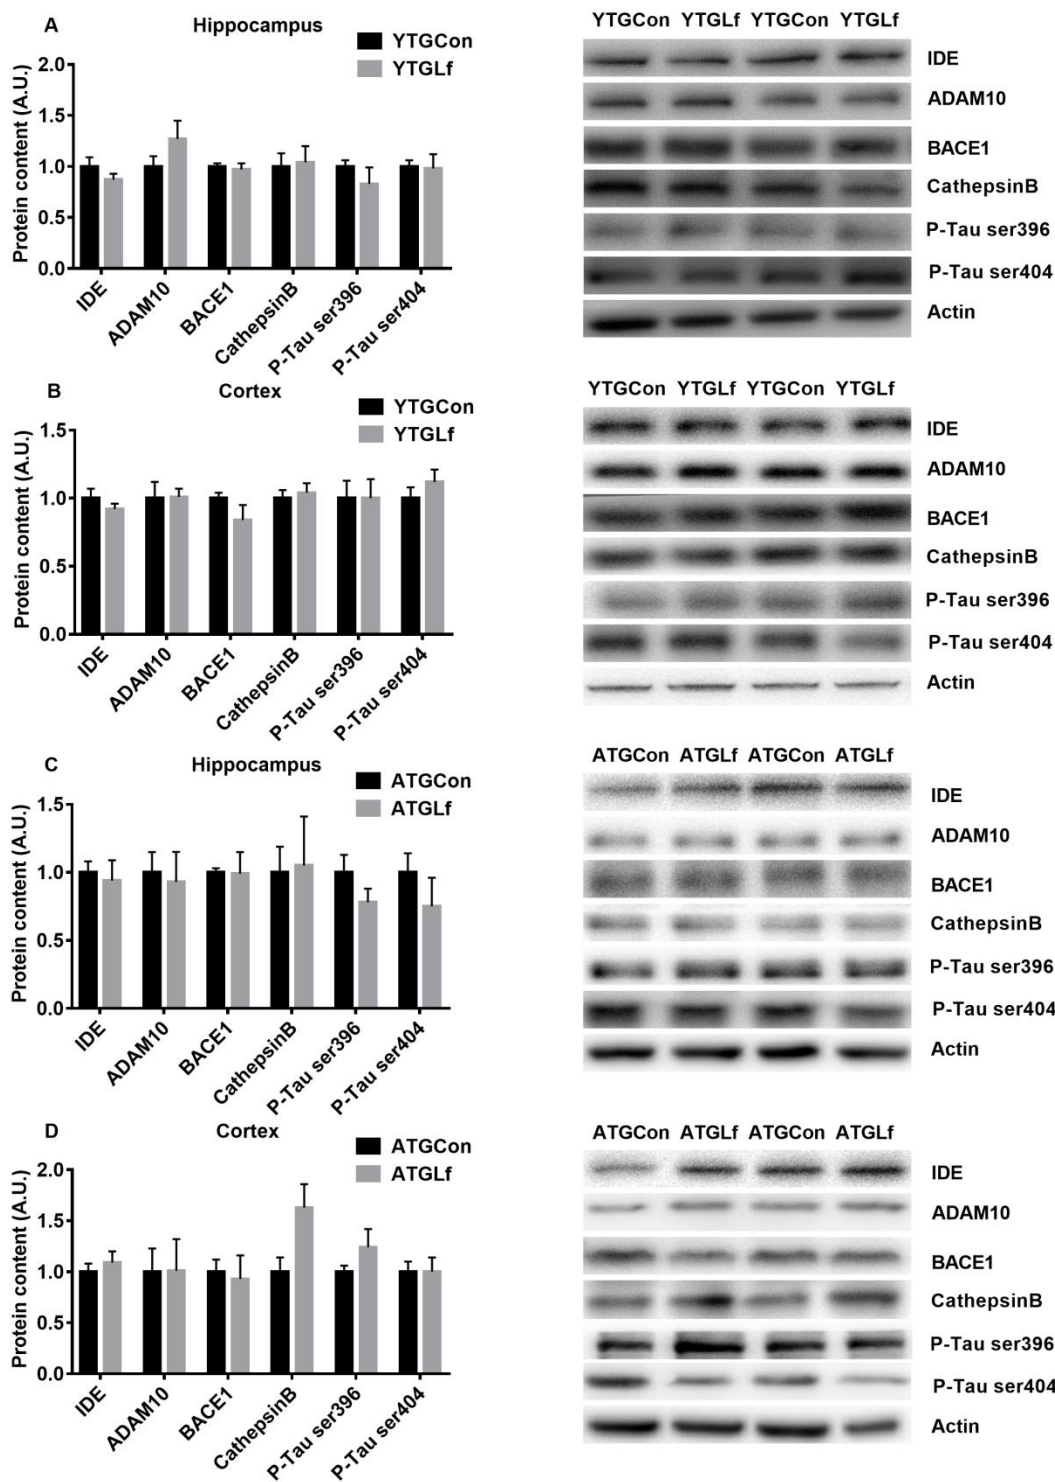 A
Hippocampus
YTGCon
YTGLf
Protein content (A.U.)
2.0
1.5
1.0
0.5
0.0
IDE
ADAM10
BACE1
CathepsinB
P-Tau ser396
P-Tau ser404
YTGCon YTGLf YTGCon YTGLf
IDE
ADAM10
BACE1
CathepsinB
P-Tau ser396
P-Tau ser404
Actin
B
Cortex
YTGCon
YTGLf
Protein content (A.U.)
1.5
1.0
0.5
0.0
IDE
ADAM10
BACE1
CathepsinB
P-Tau ser396
P-Tau ser404
YTGCon YTGLf YTGCon YTGLf
IDE
ADAM10
BACE1
CathepsinB
P-Tau ser396
P-Tau ser404
Actin
C
Hippocampus
ATGCon
ATGLf
Protein content (A.U.)
1.5
1.0
0.5
0.0
IDE
ADAM10
BACE1
CathepsinB
P-Tau ser396
P-Tau ser404
ATGCon ATGLf ATGCon ATGLf
IDE
ADAM10
BACE1
CathepsinB
P-Tau ser396
P-Tau ser404
Actin
D
Cortex
ATGCon
ATGLf
Protein content (A.U.)
2.0
1.5
1.0
0.5
0.0
IDE
ADAM10
BACE1
CathepsinB
P-Tau ser396
P-Tau ser404
ATGCon ATGLf ATGCon ATGLf
IDE
ADAM10
BACE1
CathepsinB
P-Tau ser396
P-Tau ser404
Actin